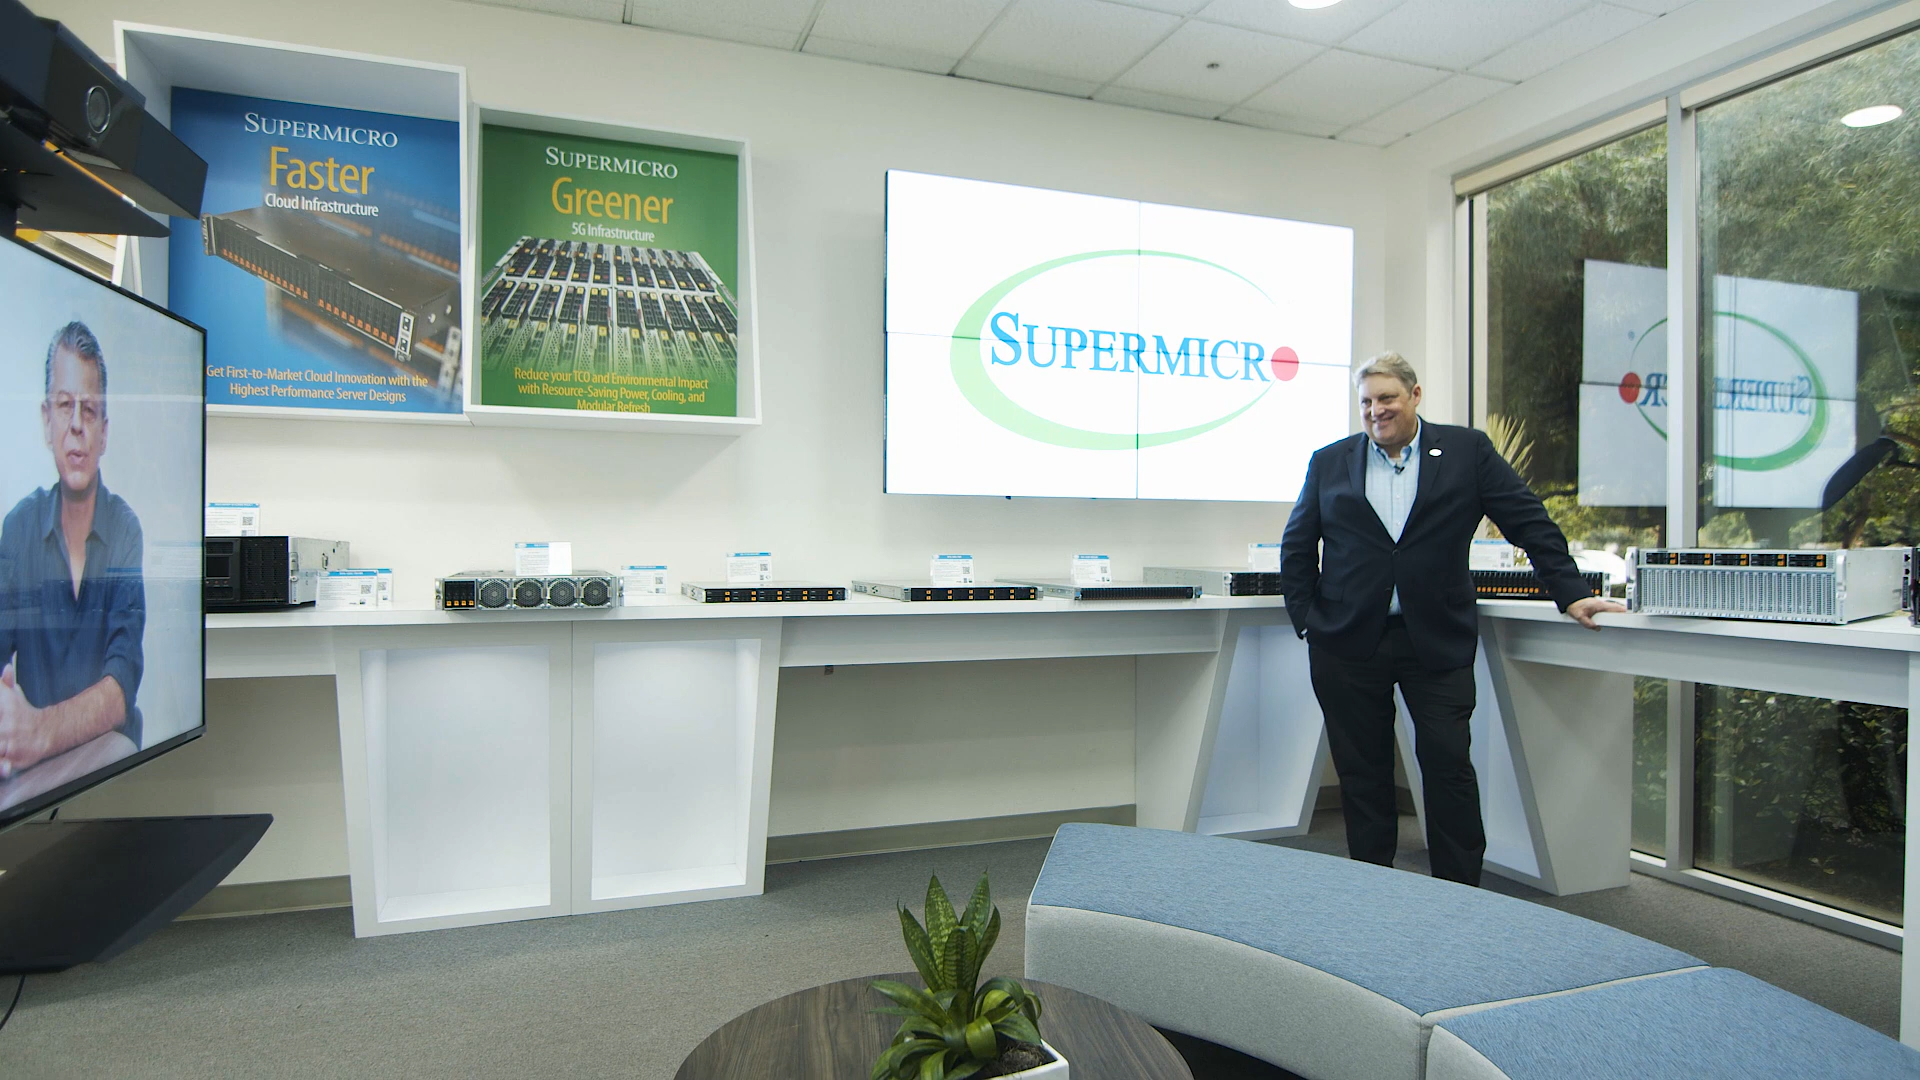 SUPERMICRO
Faster
Cloud Infrastructure
Get First-to-Market Cloud Innovation with the
Highest Performance Server Designs
SUPERMICRO
Greener
5G Infrastructure
Reduce your TCO and Environmental Impact
with Resource-Saving Power, Cooling, and
Modular Refresh
SUPERMICRO